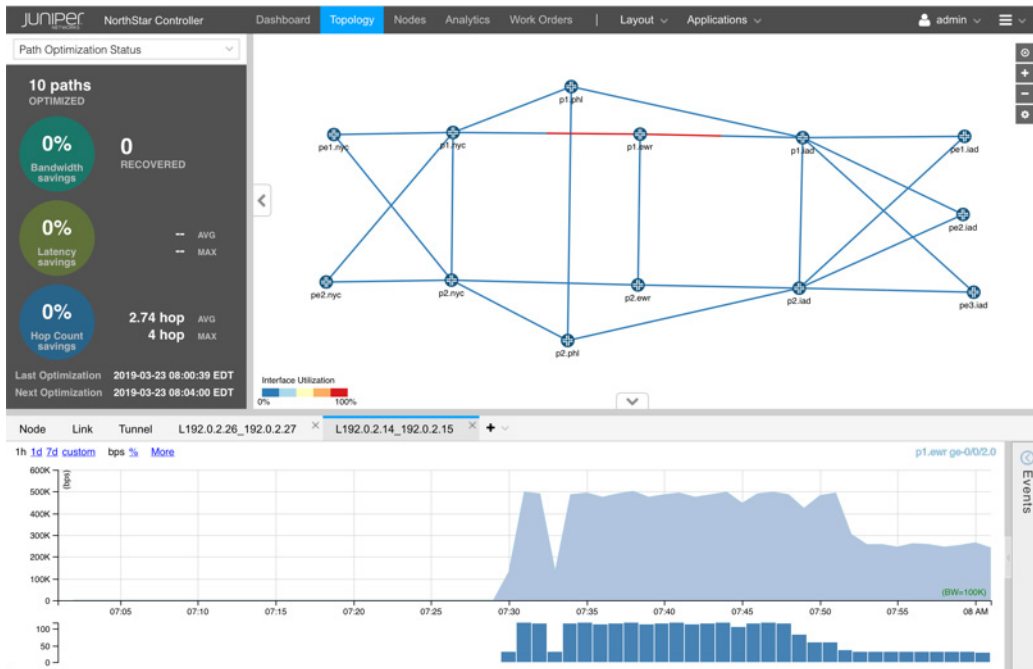 JUNIPER NETWORKS NorthStar Controller Dashboard Topology Nodes Analytics Work Orders | Layout Applications admin
Path Optimization Status
10 paths
OPTIMIZED
0%
Bandwidth
savings
0
RECOVERED
0%
Latency
savings
-- AVG
-- MAX
0%
Hop Count
savings
2.74 hop AVG
4 hop MAX
Last Optimization 2019-03-23 08:00:39 EDT
Next Optimization 2019-03-23 08:04:00 EDT
p1.phl
pe1.nyc p1.nyc p1.ewr p1.iad pe1.iad
pe2.iad
pe2.nyc p2.nyc p2.ewr p2.iad pe3.iad
p2.phl
Interface Utilization
0% 100%
Node Link Tunnel L192.0.2.26_192.0.2.27 × L192.0.2.14_192.0.2.15 × +
1h 1d 7d custom bps % More p1.ewr ge-0/0/2.0
Events
(bps)
600K
500K
400K
300K
200K
100K
0
(BW=100K)
07:05 07:10 07:15 07:20 07:25 07:30 07:35 07:40 07:45 07:50 07:55 08 AM
100
50
0